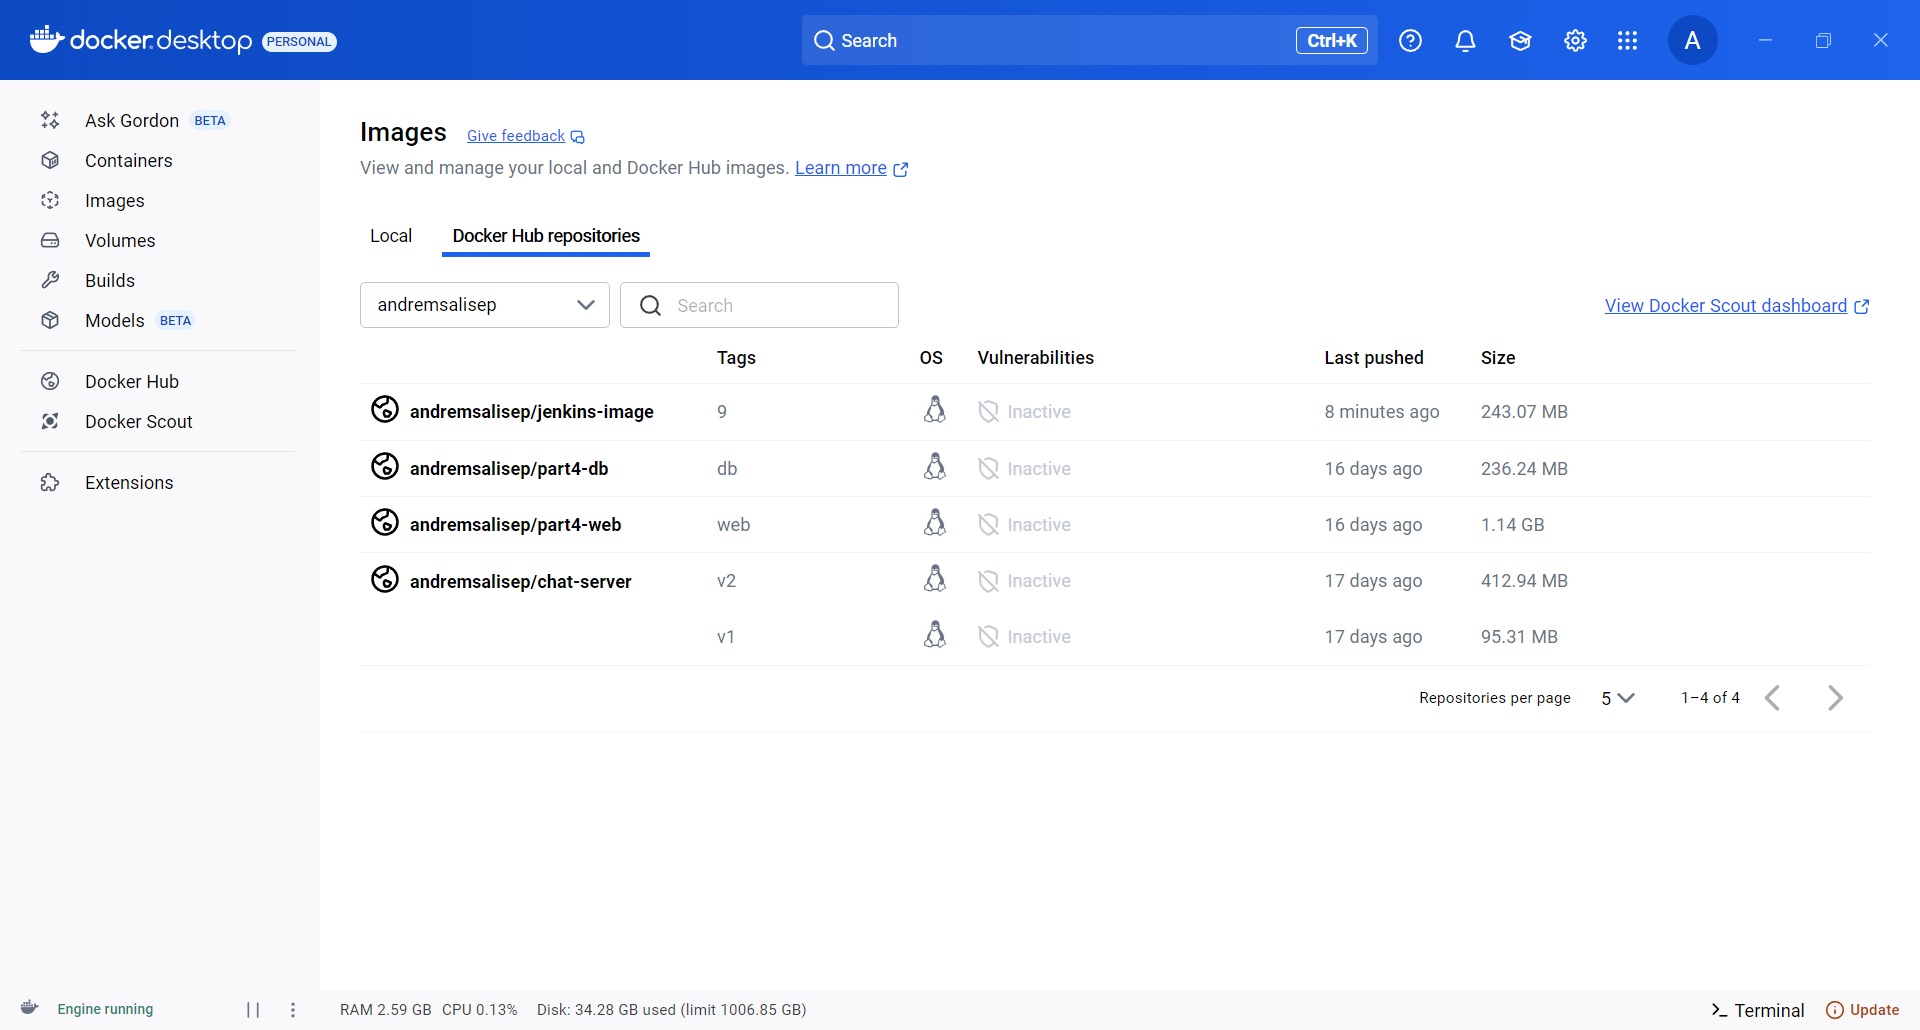 docker.desktop PERSONAL Search Ctrl+K A
Ask Gordon BETA
Containers
Images
Volumes
Builds
Models BETA
Docker Hub
Docker Scout
Extensions
Images Give feedback
View and manage your local and Docker Hub images. Learn more
Local Docker Hub repositories
andremsalisep Search View Docker Scout dashboard
Tags OS Vulnerabilities Last pushed Size
andremsalisep/jenkins-image 9 Inactive 8 minutes ago 243.07 MB
andremsalisep/part4-db db Inactive 16 days ago 236.24 MB
andremsalisep/part4-web web Inactive 16 days ago 1.14 GB
andremsalisep/chat-server v2 Inactive 17 days ago 412.94 MB
v1 Inactive 17 days ago 95.31 MB
Repositories per page 5 1–4 of 4
Engine running RAM 2.59 GB CPU 0.13% Disk: 34.28 GB used (limit 1006.85 GB) Terminal Update